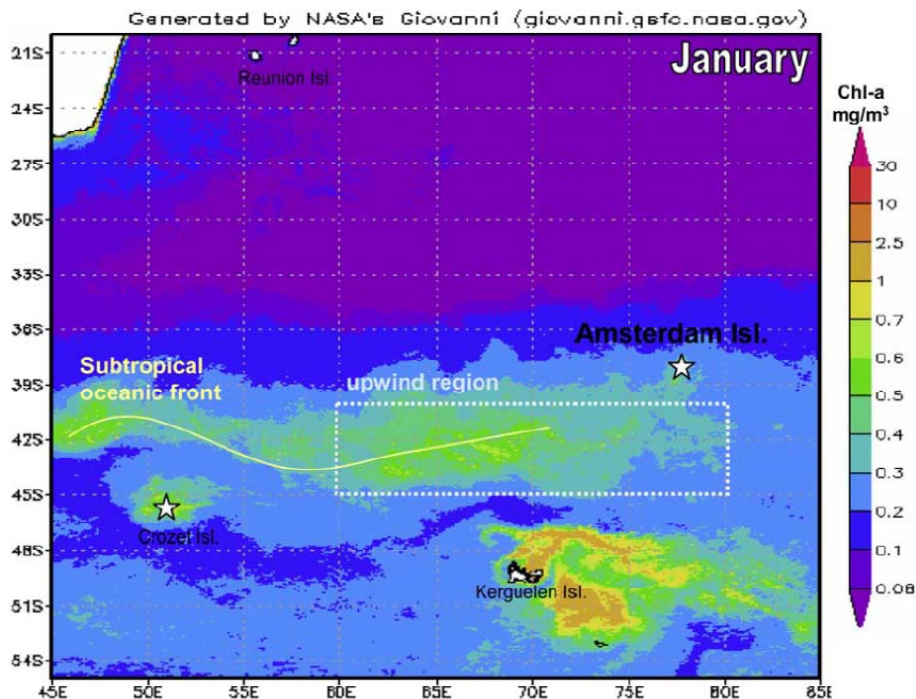 Generated by NASA's Giovanni (giovanni.gsfc.nasa.gov)
January
Reunion Isl.
Chl-a
mg/m³
21S
24S
27S
30S
33S
36S
39S
42S
45S
48S
51S
54S
Amsterdam Isl.
Subtropical
oceanic front
upwind region
Crozet Isl.
Kerguelen Isl.
45E 50E 55E 60E 65E 70E 75E 80E 85E
30
10
2.5
1
0.7
0.6
0.5
0.4
0.3
0.2
0.1
0.08